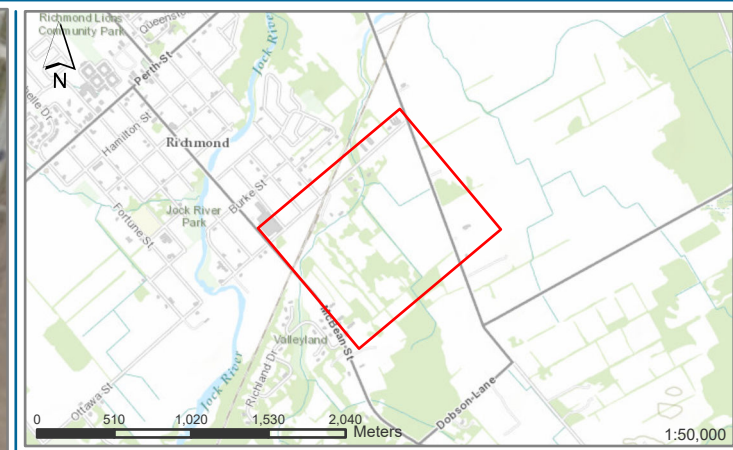 Richmond Lions
Community Park
Jock River
Perth-St
N
Hamilton St
Richmond
Burke St
Fortune-St
Jock River
Park
McBean-St
Valleyland
Richland Dr
Jock River
Ottawa St
Dobson-Lane
0 510 1,020 1,530 2,040
Meters
1:50,000